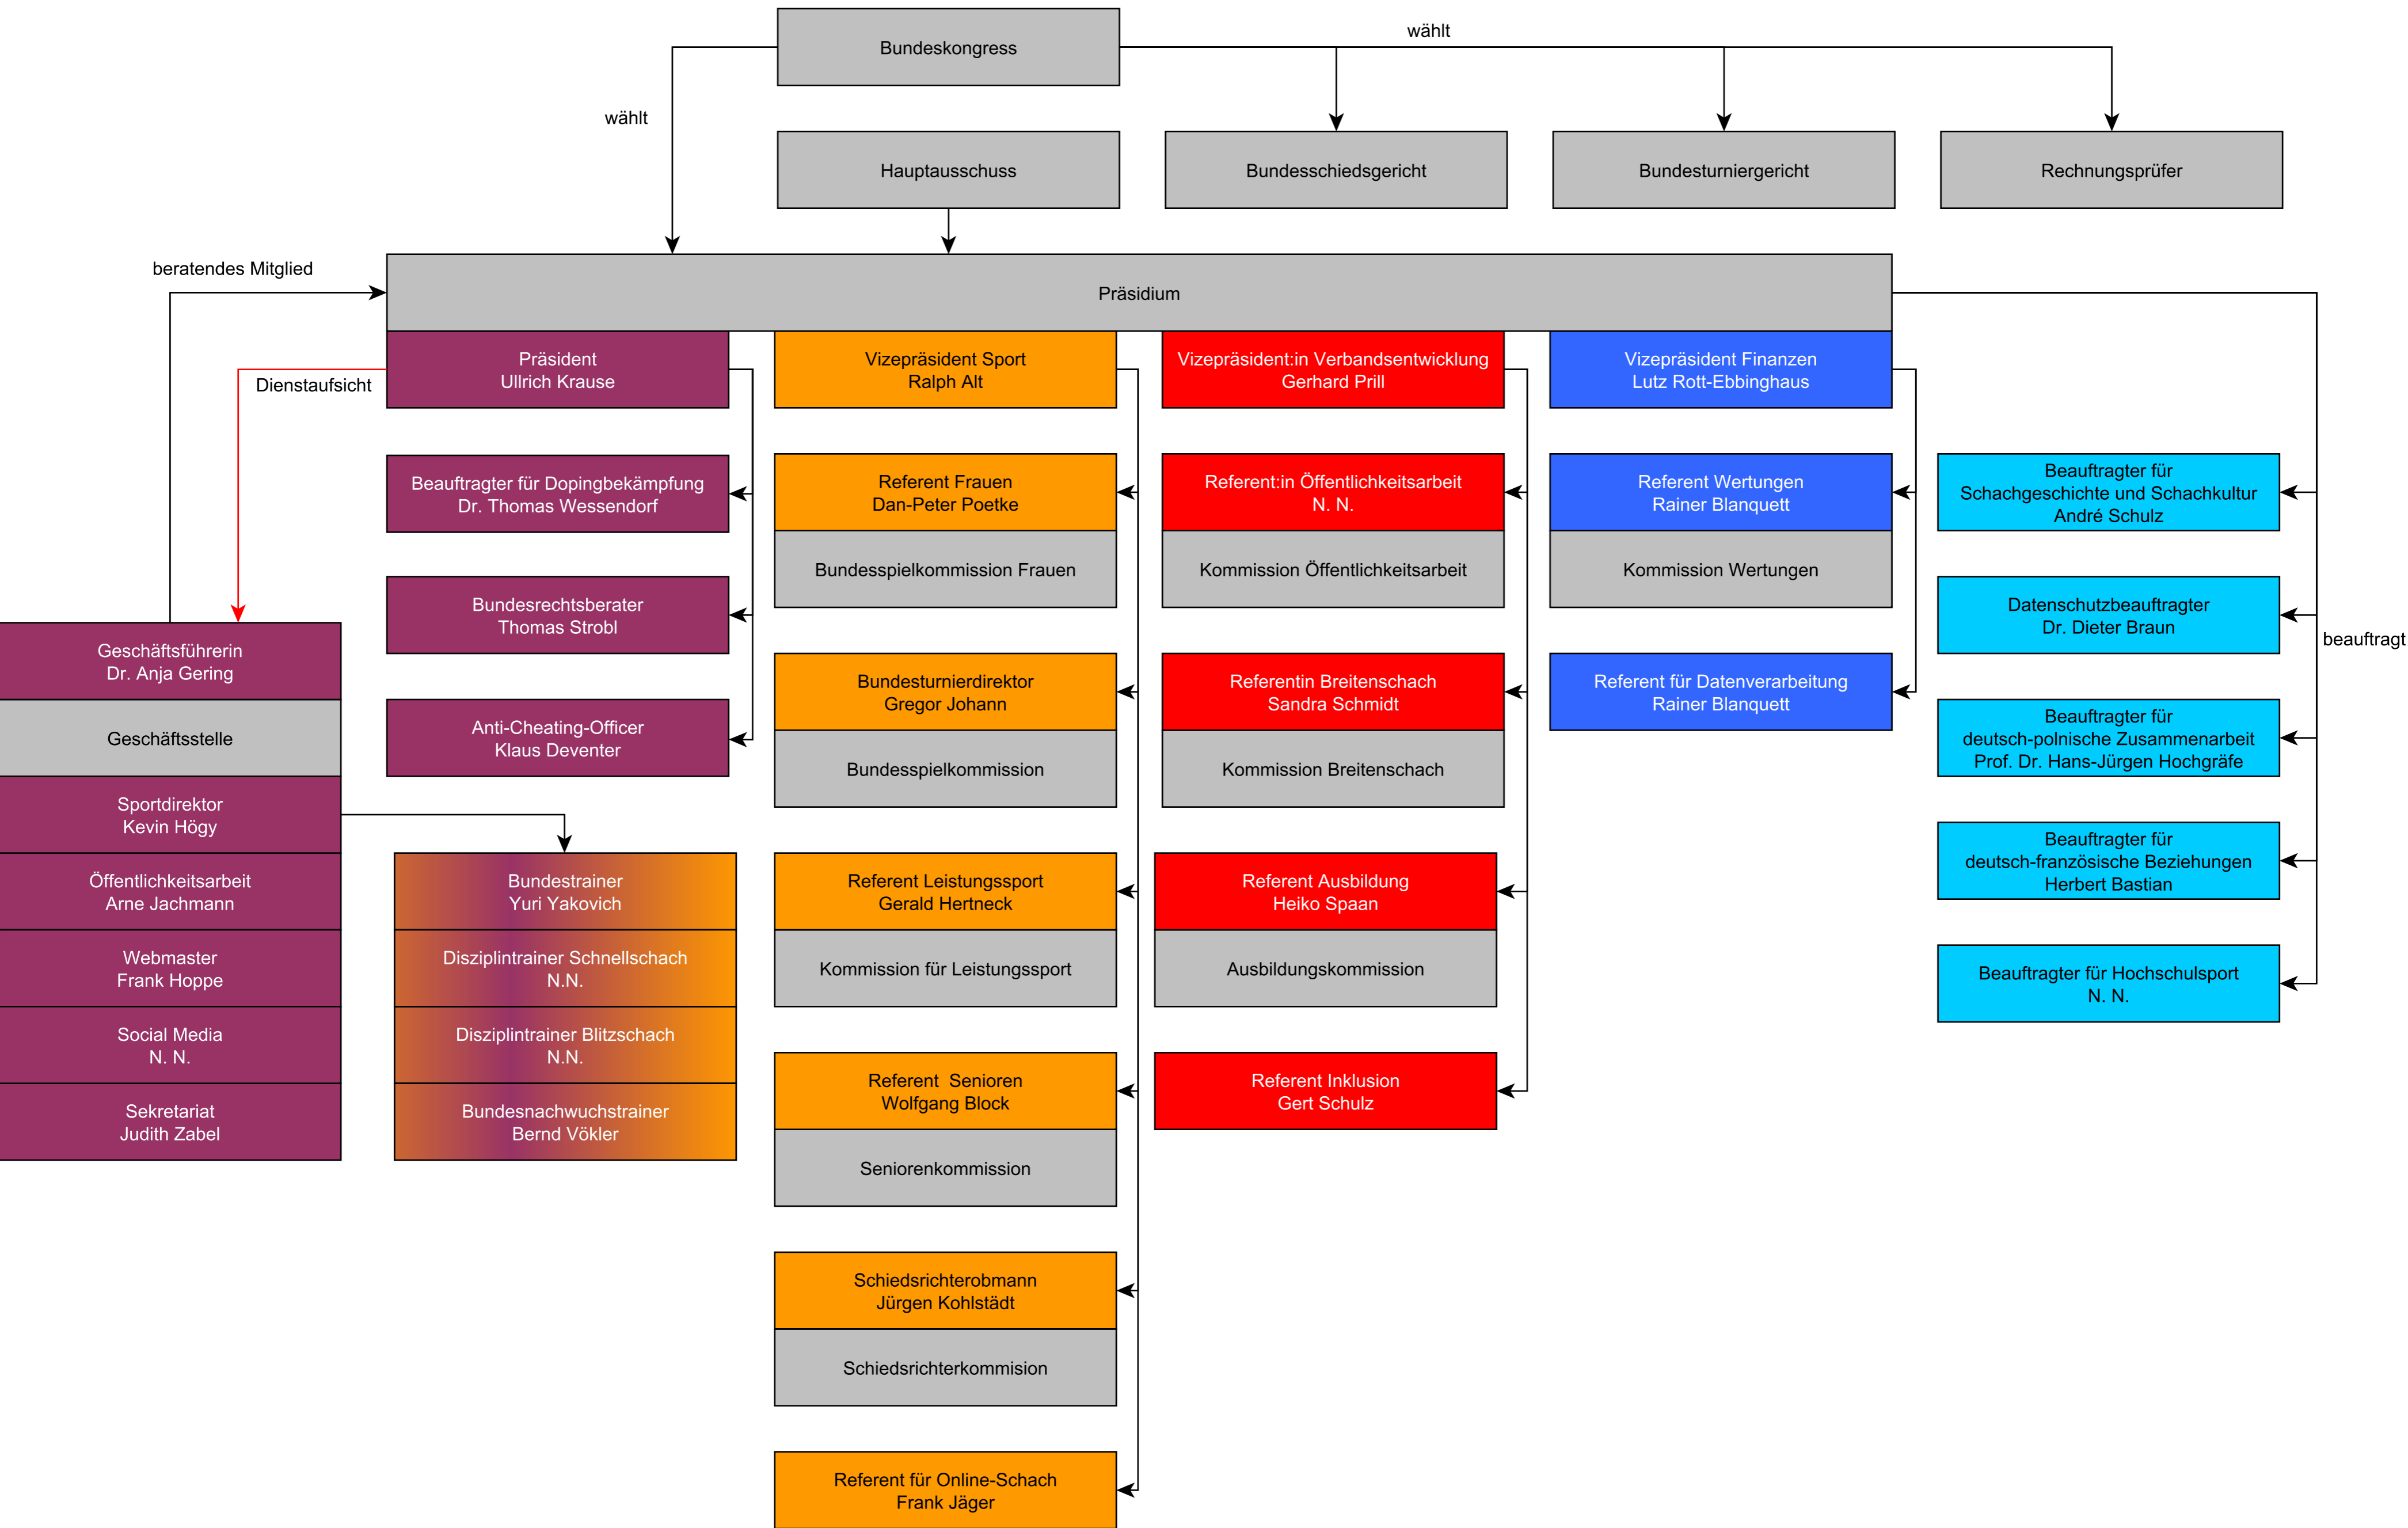 Bundeskongress
wählt
wählt
Hauptausschuss
Bundesschiedsgericht
Bundesturniergericht
Rechnungsprüfer
beratendes Mitglied
Präsidium
Dienstaufsicht
Präsident
Ullrich Krause
Vizepräsident Sport
Ralph Alt
Vizepräsident:in Verbandsentwicklung
Gerhard Prill
Vizepräsident Finanzen
Lutz Rott-Ebbinghaus
Beauftragter für Dopingbekämpfung
Dr. Thomas Wessendorf
Bundesrechtsberater
Thomas Strobl
Anti-Cheating-Officer
Klaus Deventer
Geschäftsführerin
Dr. Anja Gering
Geschäftsstelle
Sportdirektor
Kevin Högy
Öffentlichkeitsarbeit
Arne Jachmann
Webmaster
Frank Hoppe
Social Media
N. N.
Sekretariat
Judith Zabel
Bundestrainer
Yuri Yakovich
Disziplintrainer Schnellschach
N.N.
Disziplintrainer Blitzschach
N.N.
Bundesnachwuchstrainer
Bernd Vökler
Referent Frauen
Dan-Peter Poetke
Bundesspielkommission Frauen
Bundesturnierdirektor
Gregor Johann
Bundesspielkommission
Referent Leistungssport
Gerald Hertneck
Kommission für Leistungssport
Referent  Senioren
Wolfgang Block
Seniorenkommission
Schiedsrichterobmann
Jürgen Kohlstädt
Schiedsrichterkommision
Referent für Online-Schach
Frank Jäger
Referent:in Öffentlichkeitsarbeit
N. N.
Kommission Öffentlichkeitsarbeit
Referentin Breitenschach
Sandra Schmidt
Kommission Breitenschach
Referent Ausbildung
Heiko Spaan
Ausbildungskommission
Referent Inklusion
Gert Schulz
Referent Wertungen
Rainer Blanquett
Kommission Wertungen
Referent für Datenverarbeitung
Rainer Blanquett
Beauftragter für
Schachgeschichte und Schachkultur
André Schulz
Datenschutzbeauftragter
Dr. Dieter Braun
beauftragt
Beauftragter für
deutsch-polnische Zusammenarbeit
Prof. Dr. Hans-Jürgen Hochgräfe
Beauftragter für
deutsch-französische Beziehungen
Herbert Bastian
Beauftragter für Hochschulsport
N. N.